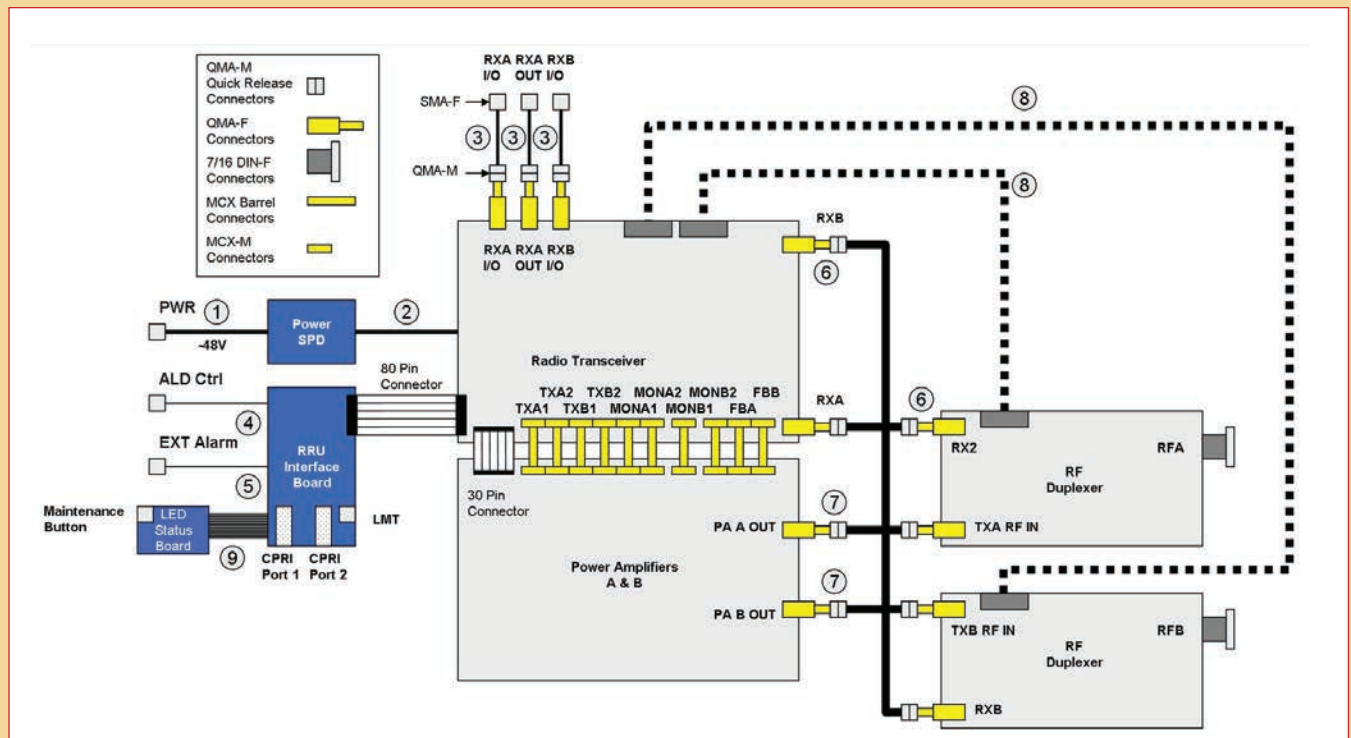 QMA-M
Quick Release
Connectors
QMA-F
Connectors
7/16 DIN-F
Connectors
MCX Barrel
Connectors
MCX-M
Connectors
RXA RXA RXB
I/O OUT I/O
SMA-F
3 3 3
QMA-M
RXA RXA RXB
I/O OUT I/O
8
8
RXB
6
PWR 1
~48V
Power
SPD
2
Radio Transceiver
80 Pin
Connector
ALD Ctrl
4
EXT Alarm
5
RRU
Interface
Board
TXA2 TXB2 MONA2 MONB2 FBB
TXA1 TXB1 MONA1 MONB1 FBA
RXA
6
RX2
RFA
RF
Duplexer
30 Pin
Connector
Maintenance
Button
LED
Status
Board
9
LMT
CPRI
Port 1
CPRI
Port 2
PA A OUT
7
TXA RF IN
Power Amplifiers
A & B
7
PA B OUT
TXB RF IN
RFB
RF
Duplexer
RXB